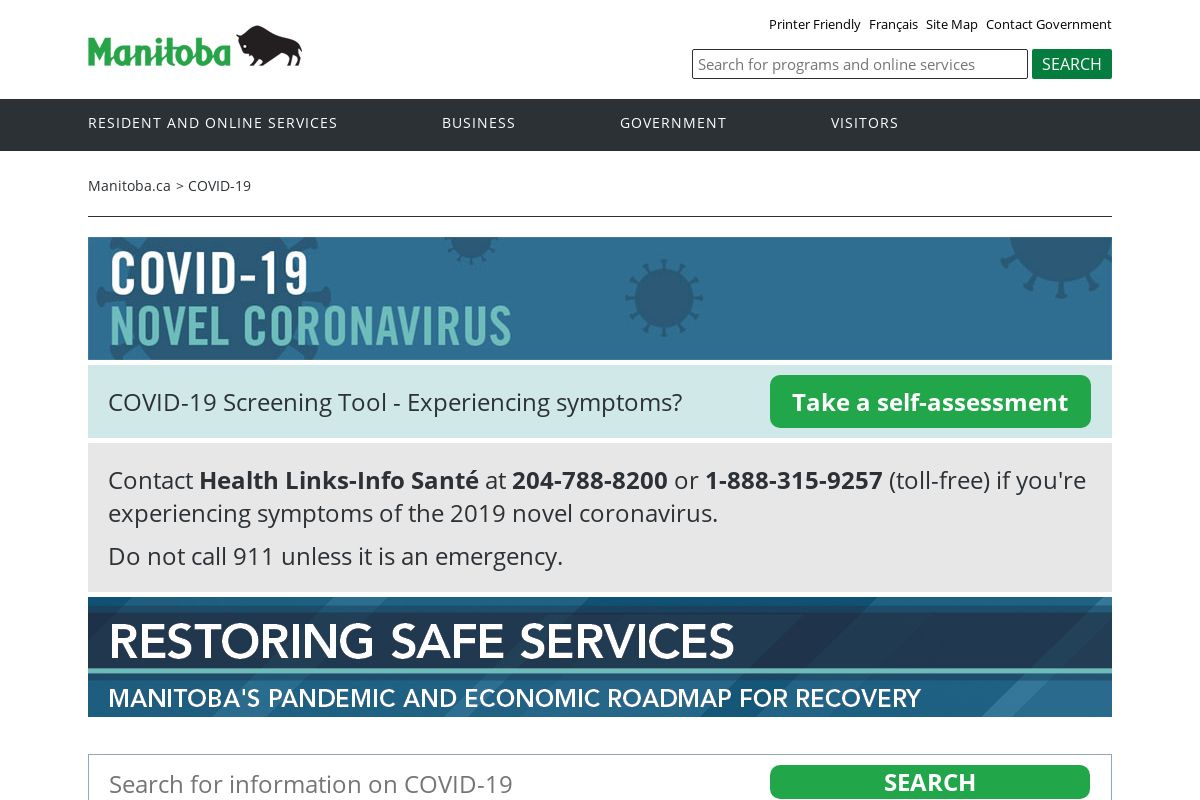 Printer Friendly Français Site Map Contact Government
Manitoba
Search for programs and online services SEARCH
RESIDENT AND ONLINE SERVICES BUSINESS GOVERNMENT VISITORS
Manitoba.ca > COVID-19
COVID-19
NOVEL CORONAVIRUS
COVID-19 Screening Tool - Experiencing symptoms? Take a self-assessment
Contact Health Links-Info Santé at 204-788-8200 or 1-888-315-9257 (toll-free) if you're
experiencing symptoms of the 2019 novel coronavirus.
Do not call 911 unless it is an emergency.
RESTORING SAFE SERVICES
MANITOBA'S PANDEMIC AND ECONOMIC ROADMAP FOR RECOVERY
Search for information on COVID-19 SEARCH